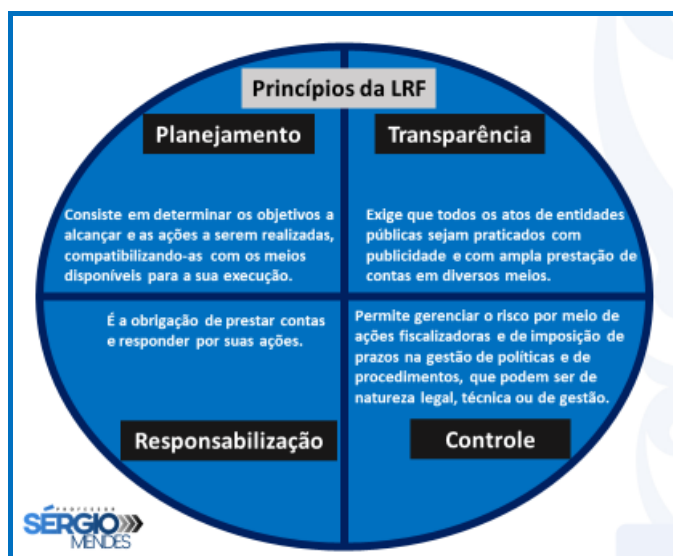 Princípios da LRF
Planejamento
Consiste em determinar os objetivos a
alcançar e as ações a serem realizadas,
compatibilizando-as com os meios
disponíveis para a sua execução.
Transparência
Exige que todos os atos de entidades
públicas sejam praticados com
publicidade e com ampla prestação de
contas em diversos meios.
É a obrigação de prestar contas
e responder por suas ações.
Responsabilização
Permite gerenciar o risco por meio de
ações fiscalizadoras e de imposição de
prazos na gestão de políticas e de
procedimentos, que podem ser de
natureza legal, técnica ou de gestão.
Controle
PROFESSOR
SÉRGIO
MENDES